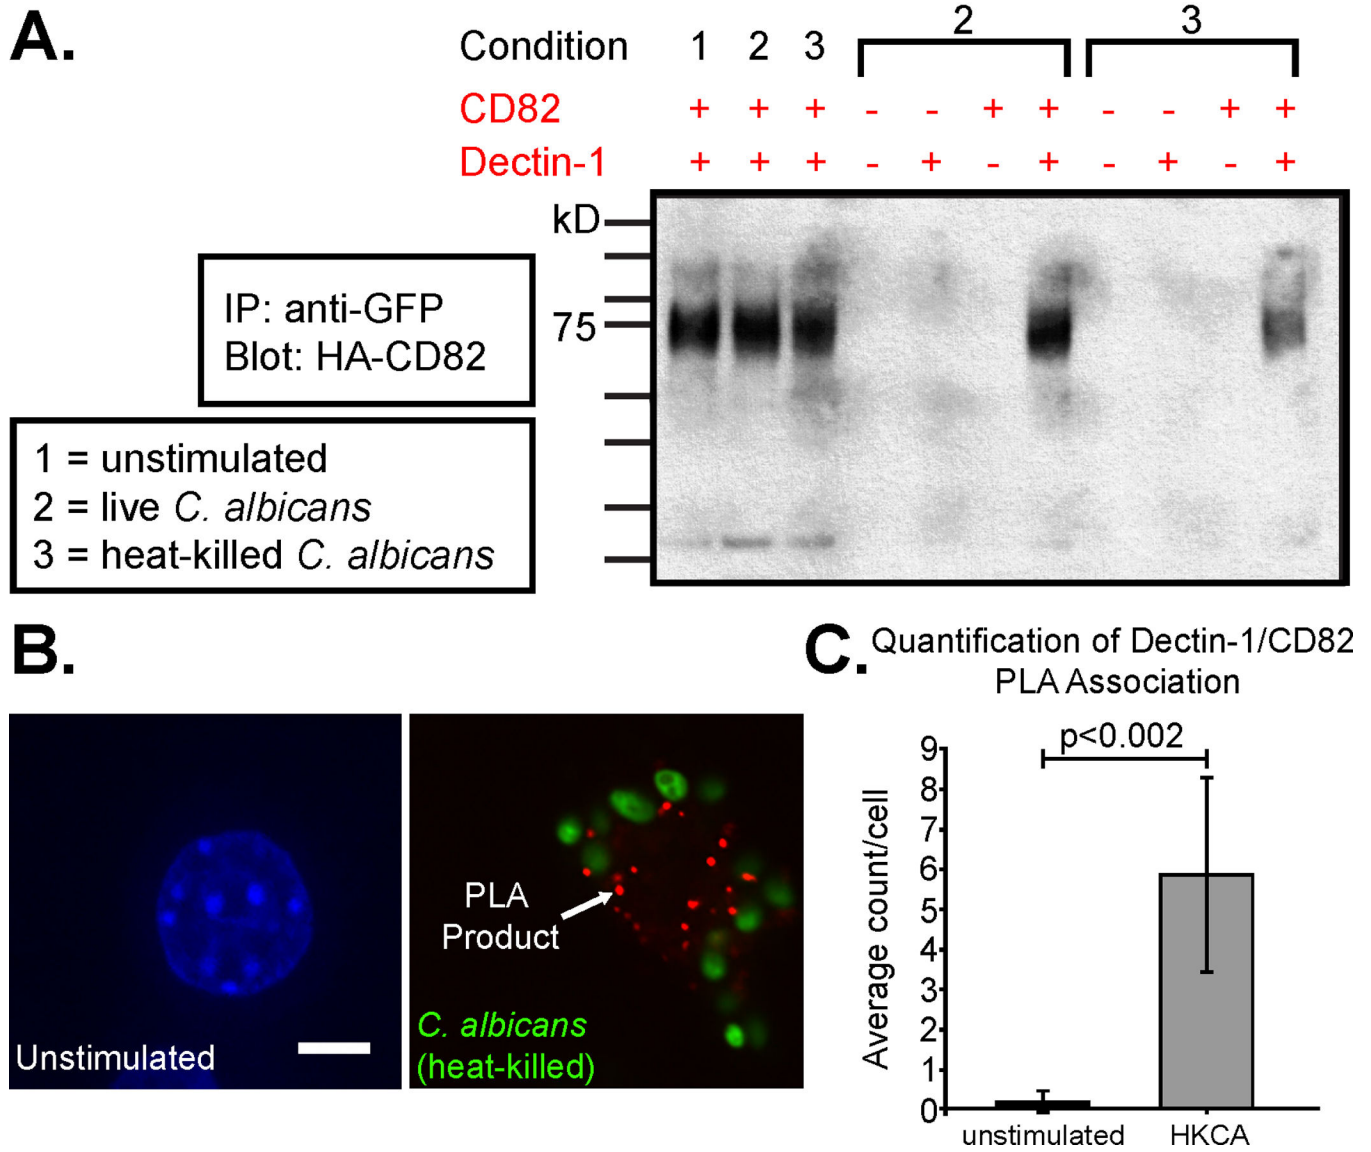 A.
Condition 1 2 3 2 3
CD82 + + + - - + + - - + +
Dectin-1 + + + - + - + - + - +
kD
75
IP: anti-GFP
Blot: HA-CD82
1 = unstimulated
2 = live C. albicans
3 = heat-killed C. albicans
B.
Unstimulated
PLA
Product
C. albicans
(heat-killed)
C.
Quantification of Dectin-1/CD82
PLA Association
p<0.002
Average count/cell
9
8
7
6
5
4
3
2
1
0
unstimulated HKCA